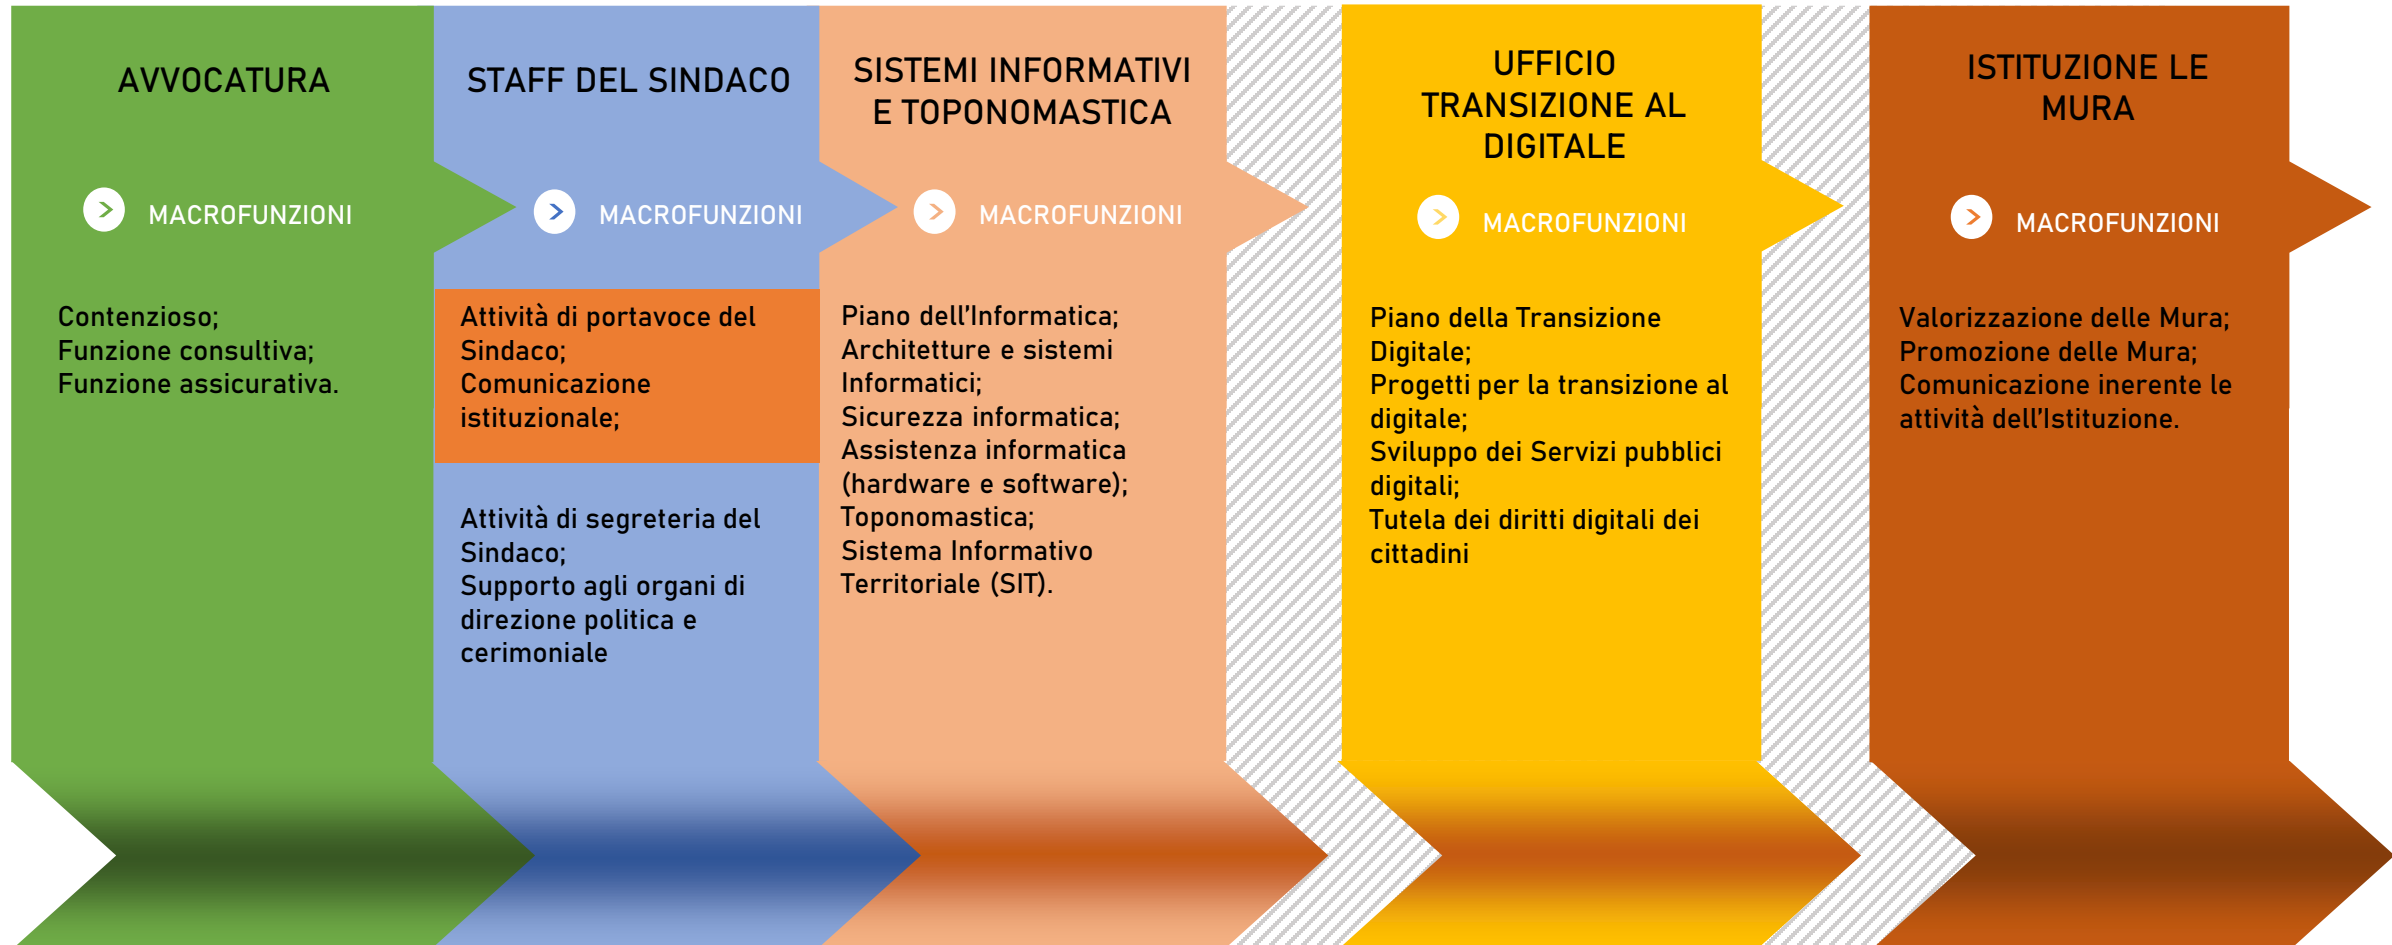 AVVOCATURA
MACROFUNZIONI
Contenzioso;
Funzione consultiva;
Funzione assicurativa.
STAFF DEL SINDACO
MACROFUNZIONI
Attività di portavoce del
Sindaco;
Comunicazione
istituzionale;
Attività di segreteria del
Sindaco;
Supporto agli organi di
direzione politica e
cerimoniale
SISTEMI INFORMATIVI
E TOPONOMASTICA
MACROFUNZIONI
Piano dell'Informatica;
Architetture e sistemi
Informatici;
Sicurezza informatica;
Assistenza informatica
(hardware e software);
Toponomastica;
Sistema Informativo
Territoriale (SIT).
UFFICIO
TRANSIZIONE AL
DIGITALE
MACROFUNZIONI
Piano della Transizione
Digitale;
Progetti per la transizione al
digitale;
Sviluppo dei Servizi pubblici
digitali;
Tutela dei diritti digitali dei
cittadini
ISTITUZIONE LE
MURA
MACROFUNZIONI
Valorizzazione delle Mura;
Promozione delle Mura;
Comunicazione inerente le
attività dell'Istituzione.